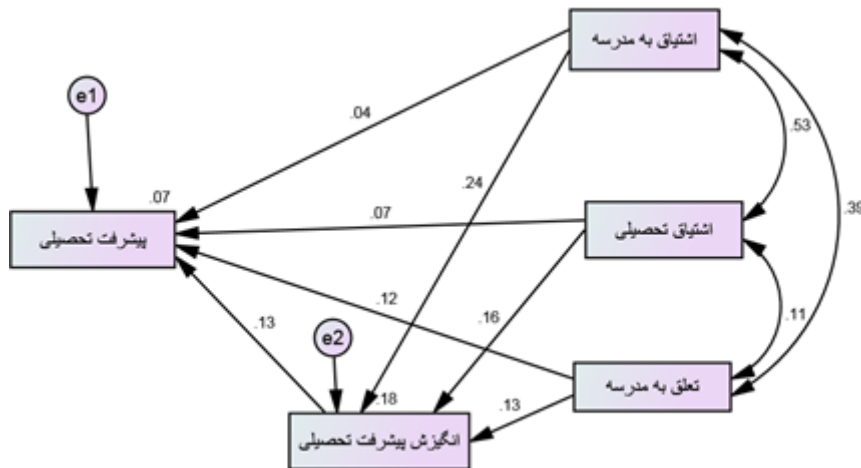 اشتیاق به مدرسه
e1
.04
.53
.24
.39
.07
.07
اشتیاق تحصیلی
پیشرفت تحصیلی
.12
.16
.11
.13
e2
تعلق به مدرسه
.18
.13
انگیزش پیشرفت تحصیلی